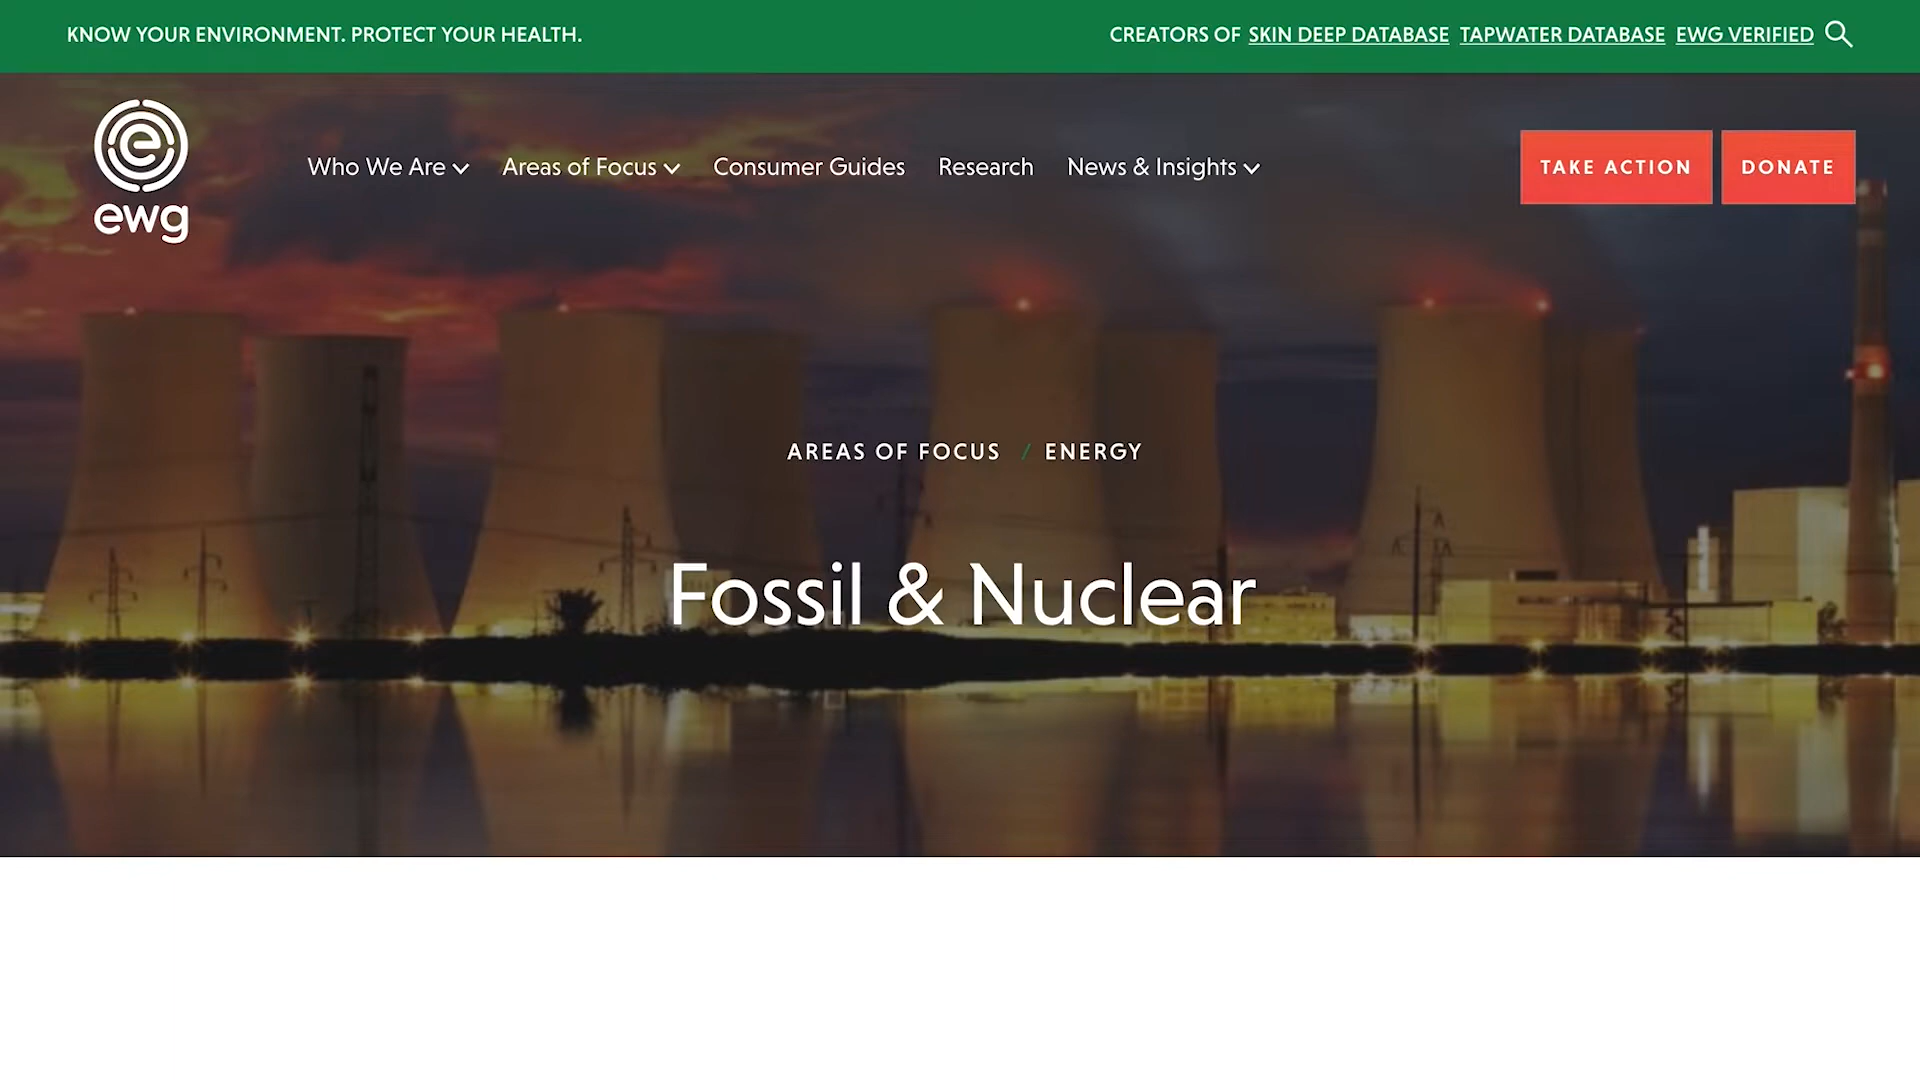 KNOW YOUR ENVIRONMENT. PROTECT YOUR HEALTH.
CREATORS OF SKIN DEEP DATABASE TAPWATER DATABASE EWG VERIFIED
e
ewg
Who We Are Areas of Focus Consumer Guides Research News & Insights
TAKE ACTION DONATE
AREAS OF FOCUS / ENERGY
Fossil & Nuclear